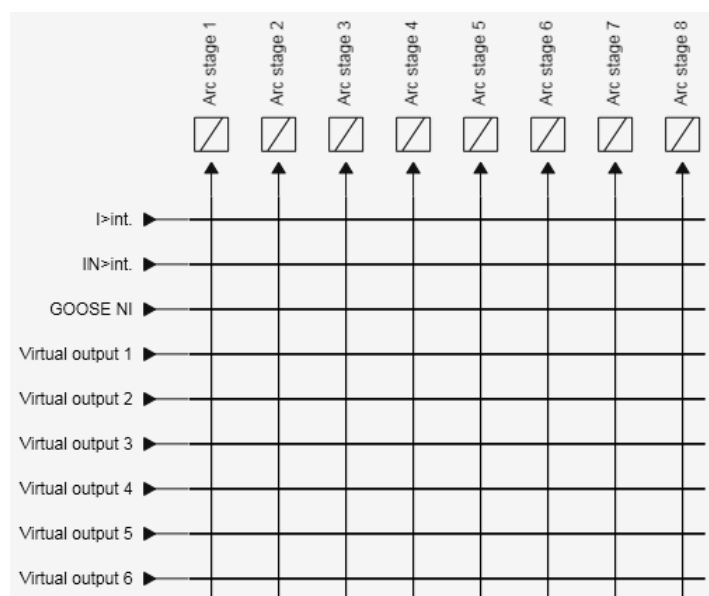 Arc stage 1
Arc stage 2
Arc stage 3
Arc stage 4
Arc stage 5
Arc stage 6
Arc stage 7
Arc stage 8
I>int.
IN>int.
GOOSE NI
Virtual output 1
Virtual output 2
Virtual output 3
Virtual output 4
Virtual output 5
Virtual output 6